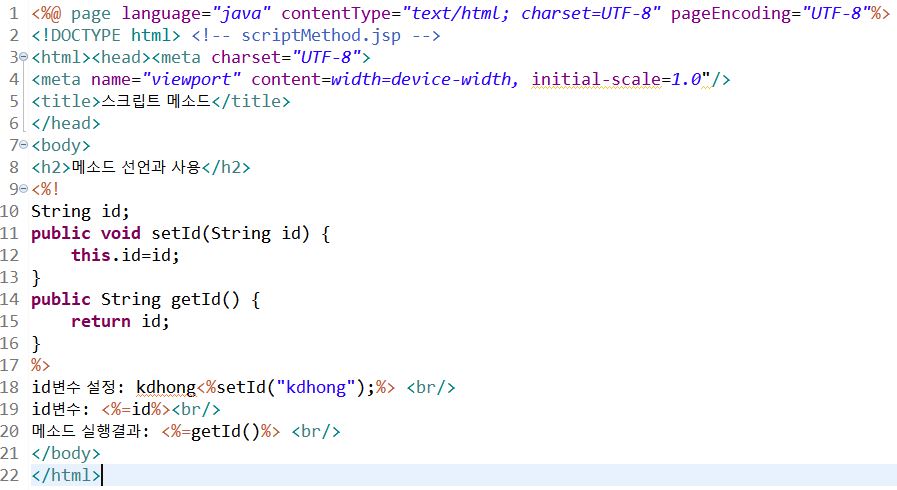 1 <%@ page language="java" contentType="text/html; charset=UTF-8" pageEncoding="UTF-8"%>
2 <!DOCTYPE html> <!-- scriptMethod.jsp -->
3 <html><head><meta charset="UTF-8">
4 <meta name="viewport" content=width=device-width, initial-scale=1.0"/>
5 <title>스크립트 메소드</title>
6 </head>
7 <body>
8 <h2>메소드 선언과 사용</h2>
9 <%!
10 String id;
11 public void setId(String id) {
12     this.id=id;
13 }
14 public String getId() {
15     return id;
16 }
17 %>
18 id변수 설정: kdhong<%setId("kdhong");%> <br/>
19 id변수: <%=id%><br/>
20 메소드 실행결과: <%=getId()%> <br/>
21 </body>
22 </html>